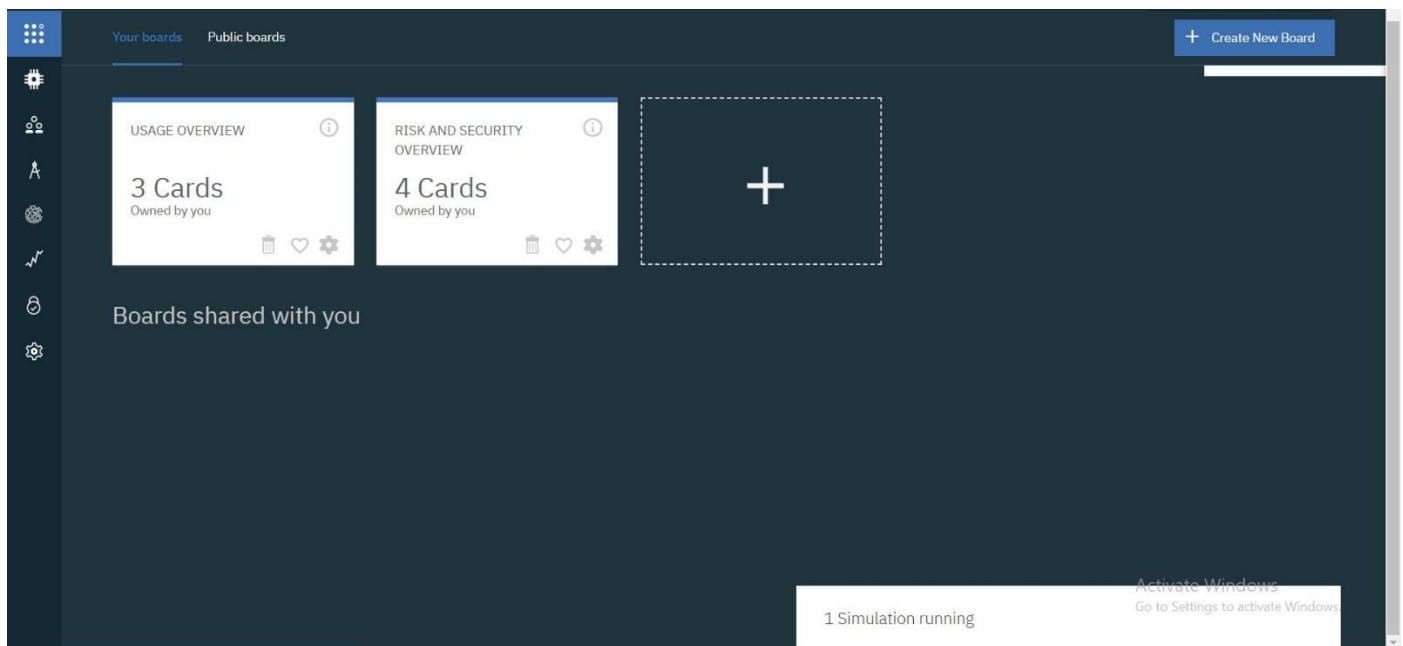 Your boards Public boards
+ Create New Board
USAGE OVERVIEW
3 Cards
Owned by you
RISK AND SECURITY
OVERVIEW
4 Cards
Owned by you
Boards shared with you
1 Simulation running
Activate Windows
Go to Settings to activate Windows.